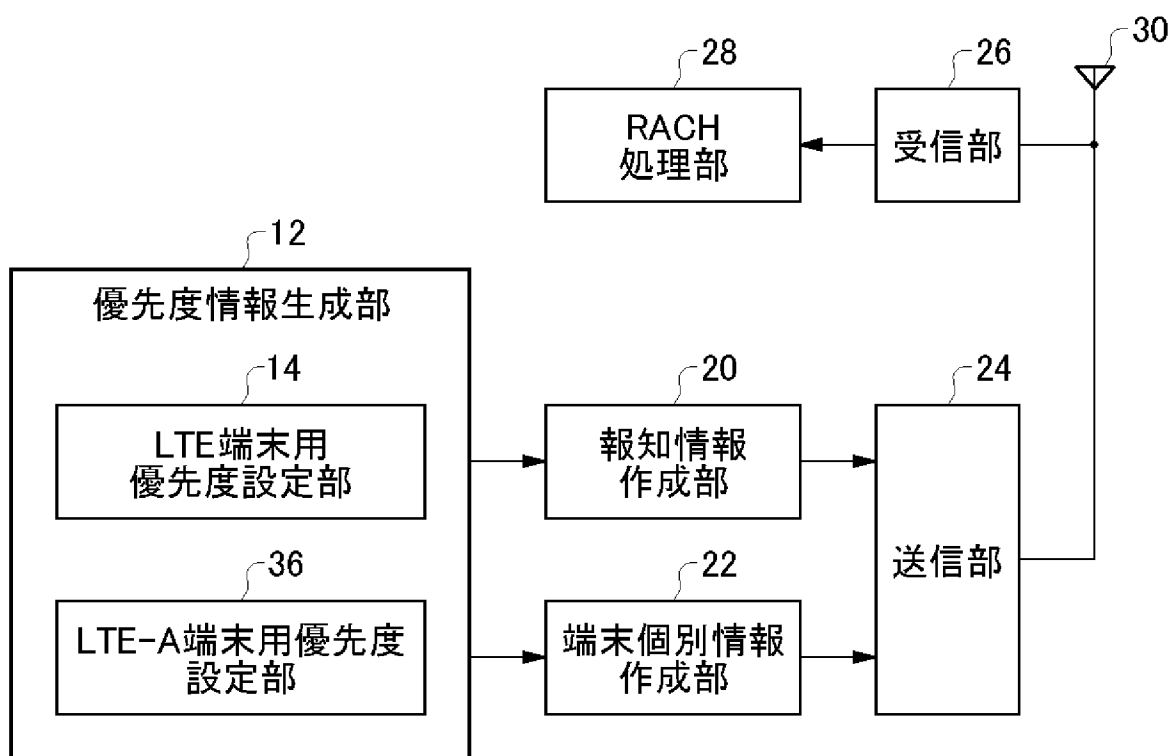 30
28
26
RACH
処理部
受信部
12
優先度情報生成部
14
20
24
LTE端末用
優先度設定部
報知情報
作成部
送信部
36
22
LTE-A端末用優先度
設定部
端末個別情報
作成部